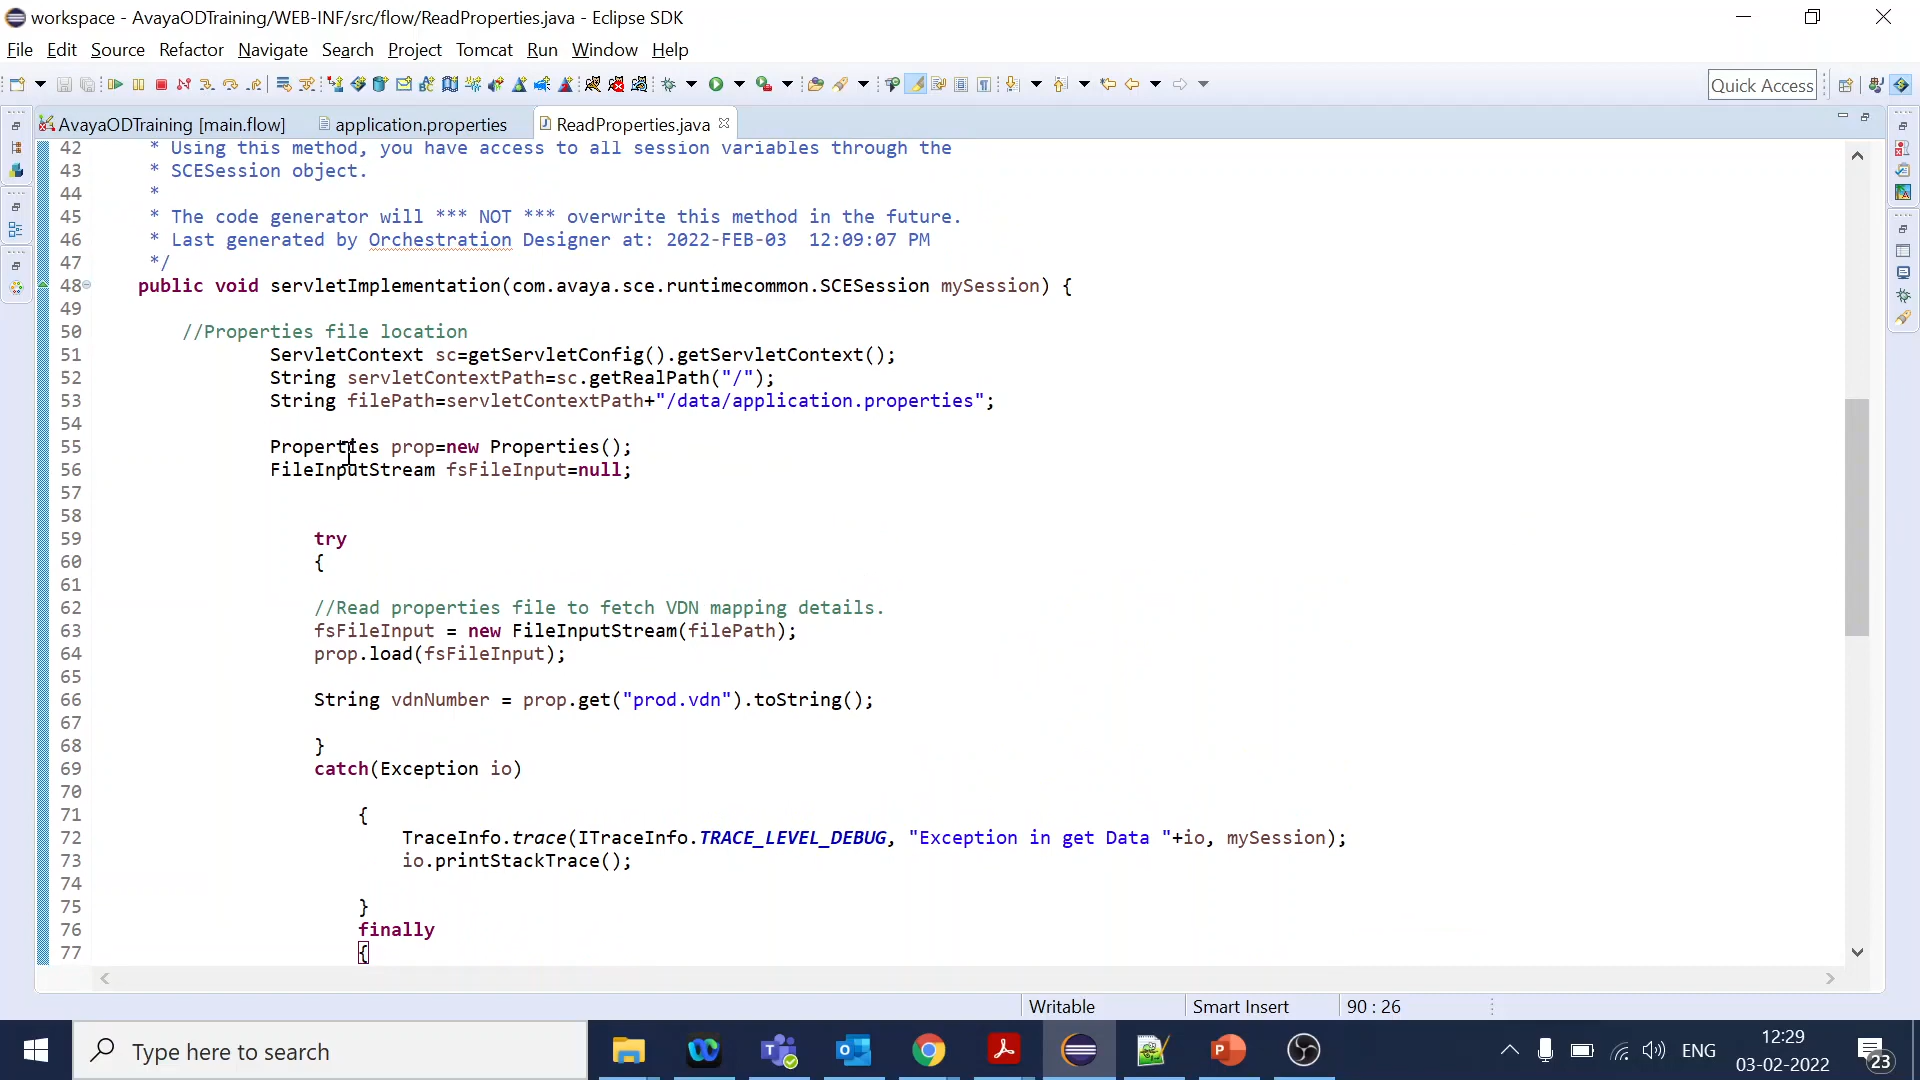 workspace - AvayaODTraining/WEB-INF/src/flow/ReadProperties.java - Eclipse SDK
File Edit Source Refactor Navigate Search Project Tomcat Run Window Help
Quick Access
AvayaODTraining [main.flow] application.properties ReadProperties.java
42 * Using this method, you have access to all session variables through the
43 * SCESession object.
44 *
45 * The code generator will *** NOT *** overwrite this method in the future.
46 * Last generated by Orchestration Designer at: 2022-FEB-03 12:09:07 PM
47 */
48 public void servletImplementation(com.avaya.sce.runtimecommon.SCESession mySession) {
49
50 //Properties file location
51 ServletContext sc=getServletConfig().getServletContext();
52 String servletContextPath=sc.getRealPath("/");
53 String filePath=servletContextPath+"/data/application.properties";
54
55 Properties prop=new Properties();
56 FileInputStream fsFileInput=null;
57
58
59 try
60 {
61
62 //Read properties file to fetch VDN mapping details.
63 fsFileInput = new FileInputStream(filePath);
64 prop.load(fsFileInput);
65
66 String vdnNumber = prop.get("prod.vdn").toString();
67
68 }
69 catch(Exception io)
70
71 {
72 TraceInfo.trace(ITraceInfo.TRACE_LEVEL_DEBUG, "Exception in get Data "+io, mySession);
73 io.printStackTrace();
74
75 }
76 finally
77 {
Writable Smart Insert 90 : 26
Type here to search
ENG
12:29
03-02-2022
23